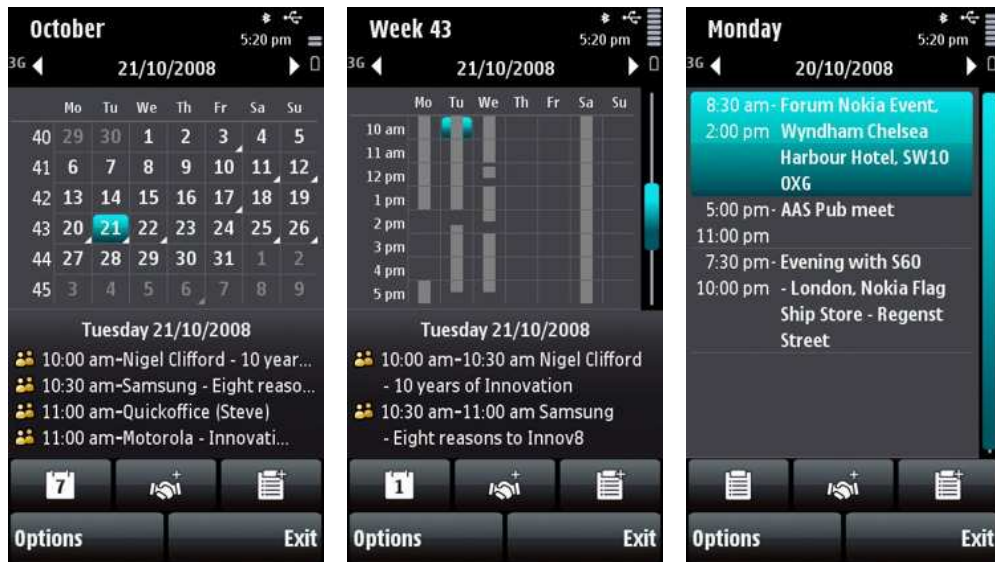 October
5:20 pm
3G
21/10/2008
Mo Tu We Th Fr Sa Su
40 29 30 1 2 3 4 5
41 6 7 8 9 10 11 12
42 13 14 15 16 17 18 19
43 20 21 22 23 24 25 26
44 27 28 29 30 31 1 2
45 3 4 5 6 7 8 9
Tuesday 21/10/2008
10:00 am-Nigel Clifford - 10 year...
10:30 am-Samsung - Eight reaso...
11:00 am-Quickoffice (Steve)
11:00 am-Motorola - Innovati...
7
Options Exit
Week 43
5:20 pm
3G
21/10/2008
Mo Tu We Th Fr Sa Su
10 am
11 am
12 pm
1 pm
2 pm
3 pm
4 pm
5 pm
Tuesday 21/10/2008
10:00 am-10:30 am Nigel Clifford
- 10 years of Innovation
10:30 am-11:00 am Samsung
- Eight reasons to Innov8
1
Options Exit
Monday
5:20 pm
3G
20/10/2008
8:30 am- Forum Nokia Event,
2:00 pm Wyndham Chelsea
Harbour Hotel, SW10
0X6
5:00 pm- AAS Pub meet
11:00 pm
7:30 pm- Evening with S60
10:00 pm - London, Nokia Flag
Ship Store - Regenst
Street
Options Exit